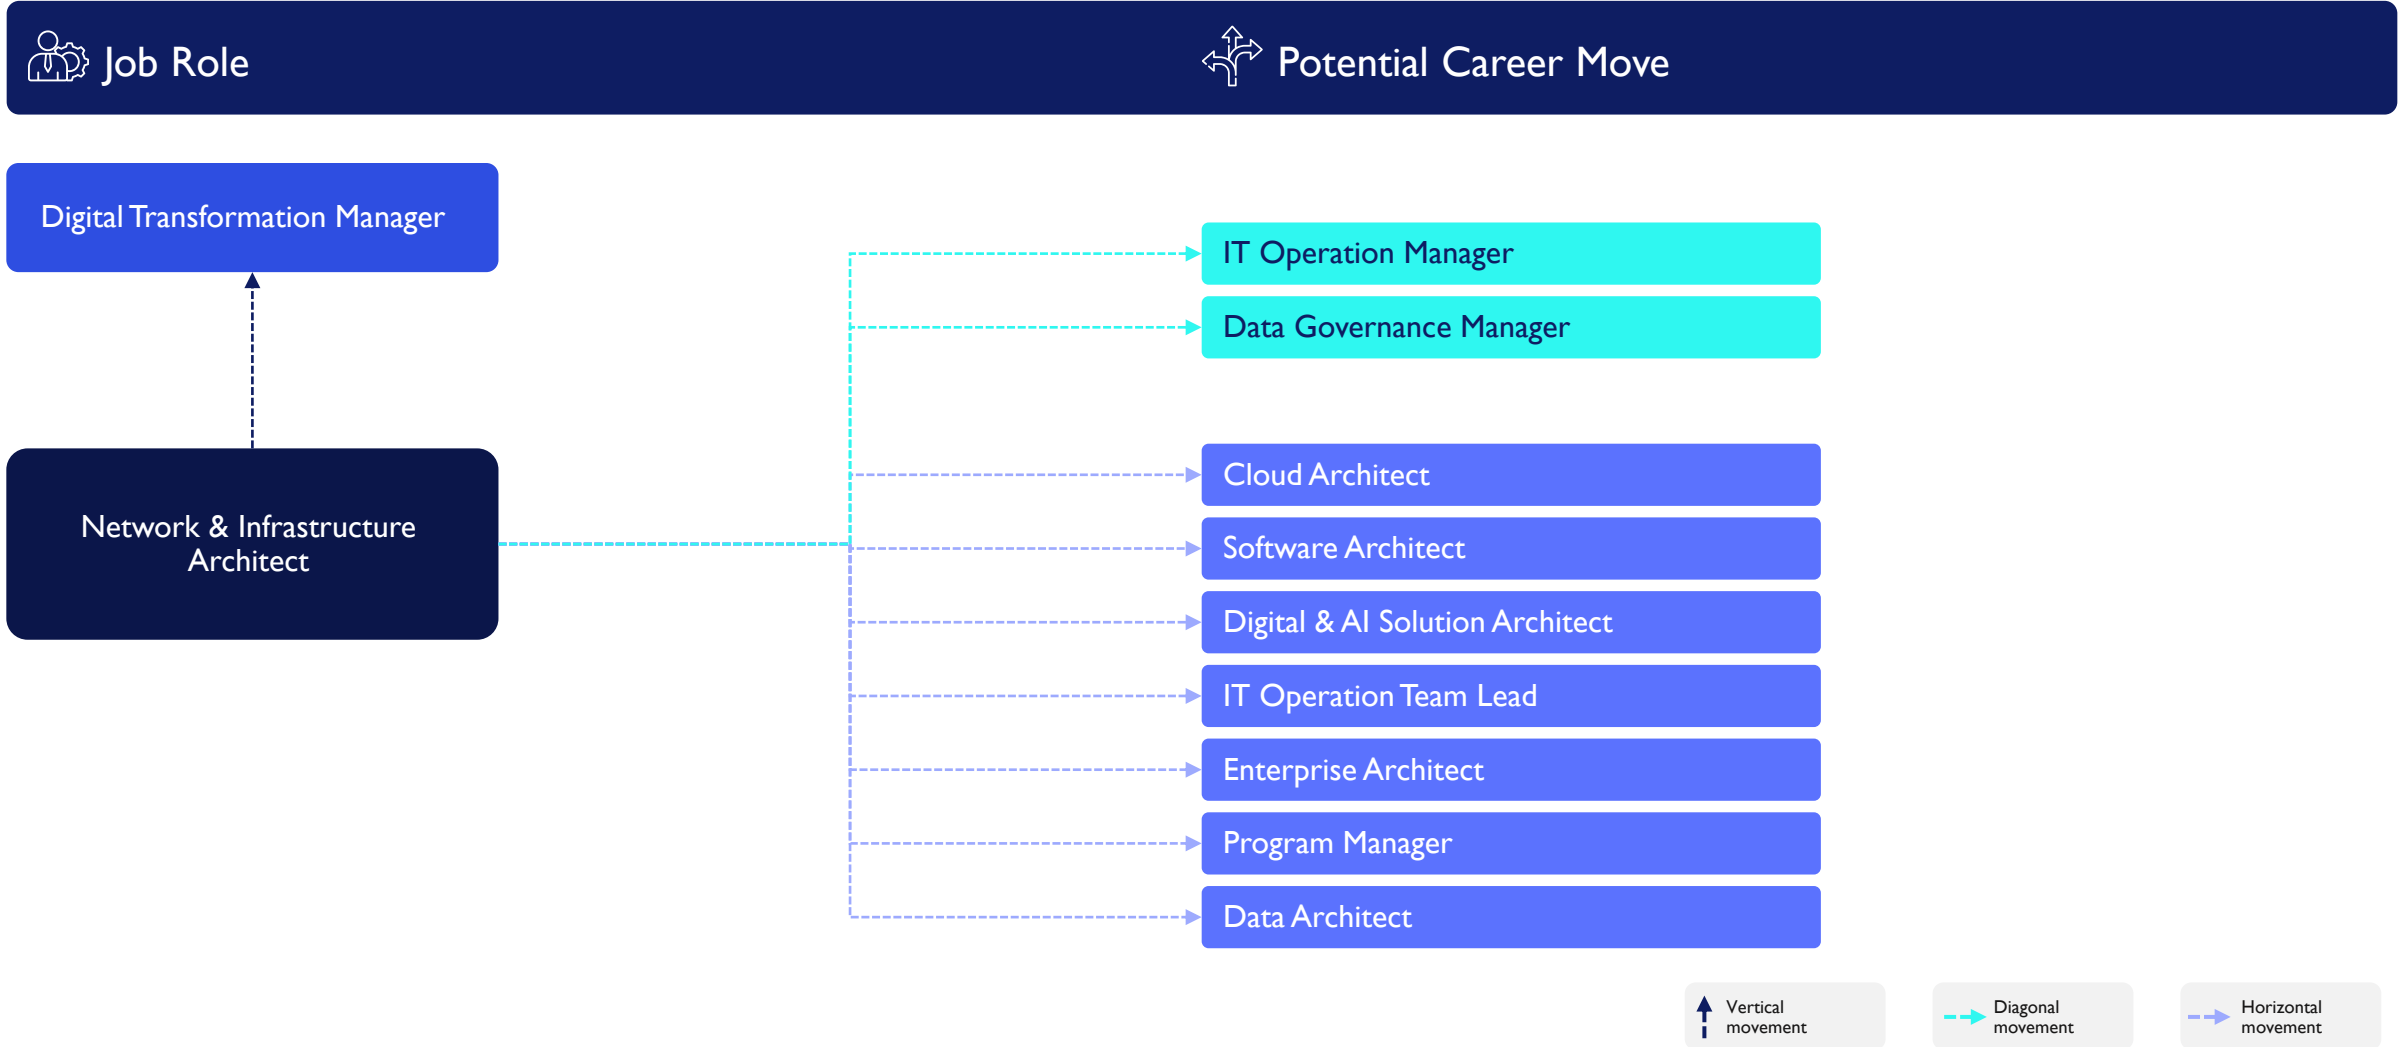 Job Role
Potential Career Move
Digital Transformation Manager
IT Operation Manager
Data Governance Manager
Network & Infrastructure
Architect
Cloud Architect
Software Architect
Digital & AI Solution Architect
IT Operation Team Lead
Enterprise Architect
Program Manager
Data Architect
Vertical
movement
Diagonal
movement
Horizontal
movement